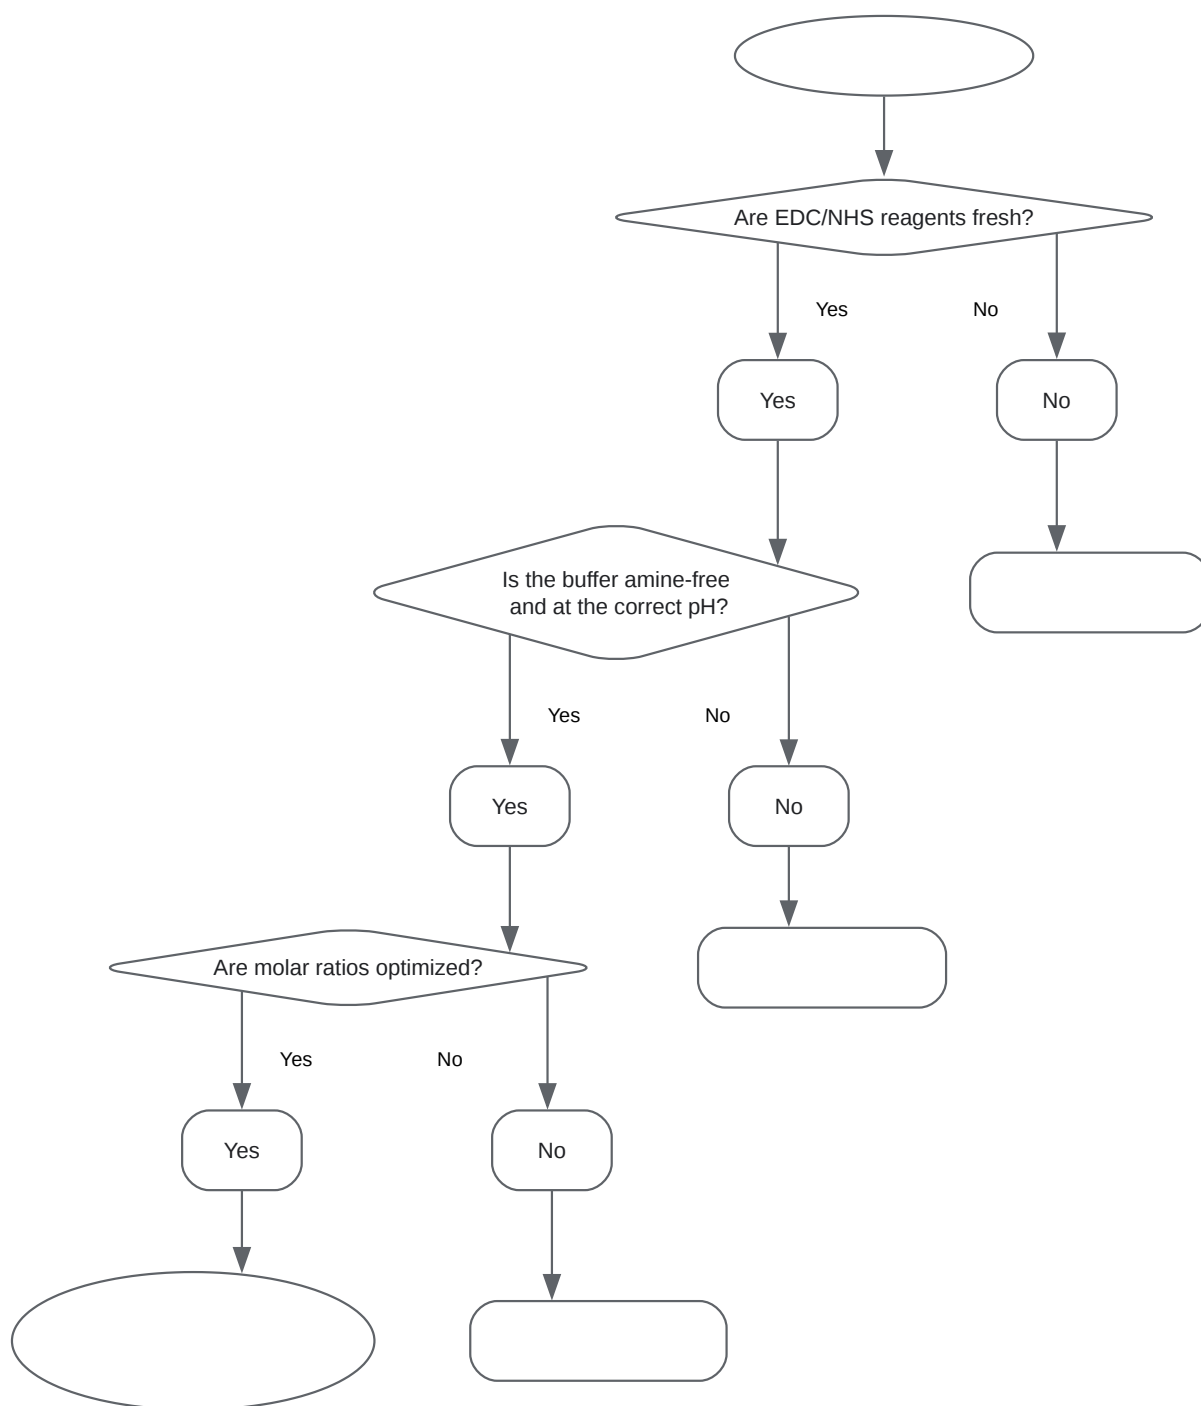 Are EDC/NHS reagents fresh?
Yes
No
Yes
No
Is the buffer amine-free
and at the correct pH?
Yes
No
Yes
No
Are molar ratios optimized?
Yes
No
Yes
No